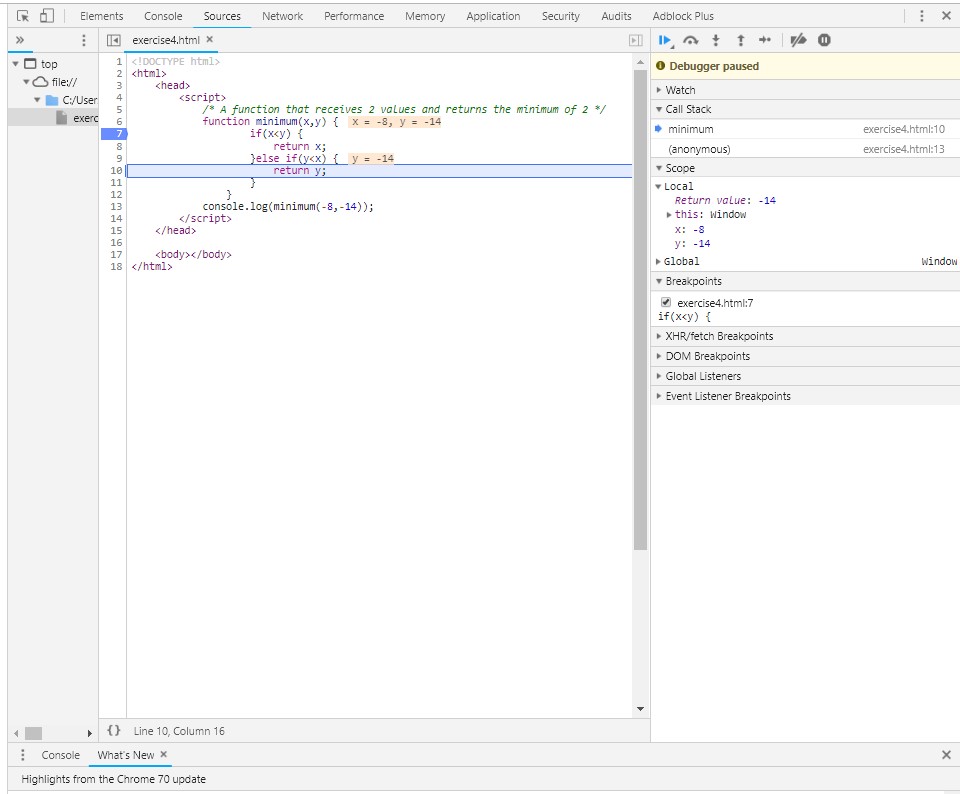 Elements Console Sources Network Performance Memory Application Security Audits Adblock Plus
exercise4.html
top
file://
C:/User
exerc
1 <!DOCTYPE html>
2 <html>
3 <head>
4 <script>
5 /* A function that receives 2 values and returns the minimum of 2 */
6 function minimum(x,y) { x = -8, y = -14
7 if(x<y) {
8 return x;
9 }else if(y<x) { y = -14
10 return y;
11 }
12 }
13 console.log(minimum(-8,-14));
14 </script>
15 </head>
16
17 <body></body>
18 </html>
{} Line 10, Column 16
Debugger paused
Watch
Call Stack
minimum exercise4.html:10
(anonymous) exercise4.html:13
Scope
Local
Return value: -14
this: Window
x: -8
y: -14
Global Window
Breakpoints
exercise4.html:7
if(x<y) {
XHR/fetch Breakpoints
DOM Breakpoints
Global Listeners
Event Listener Breakpoints
Console What's New
Highlights from the Chrome 70 update